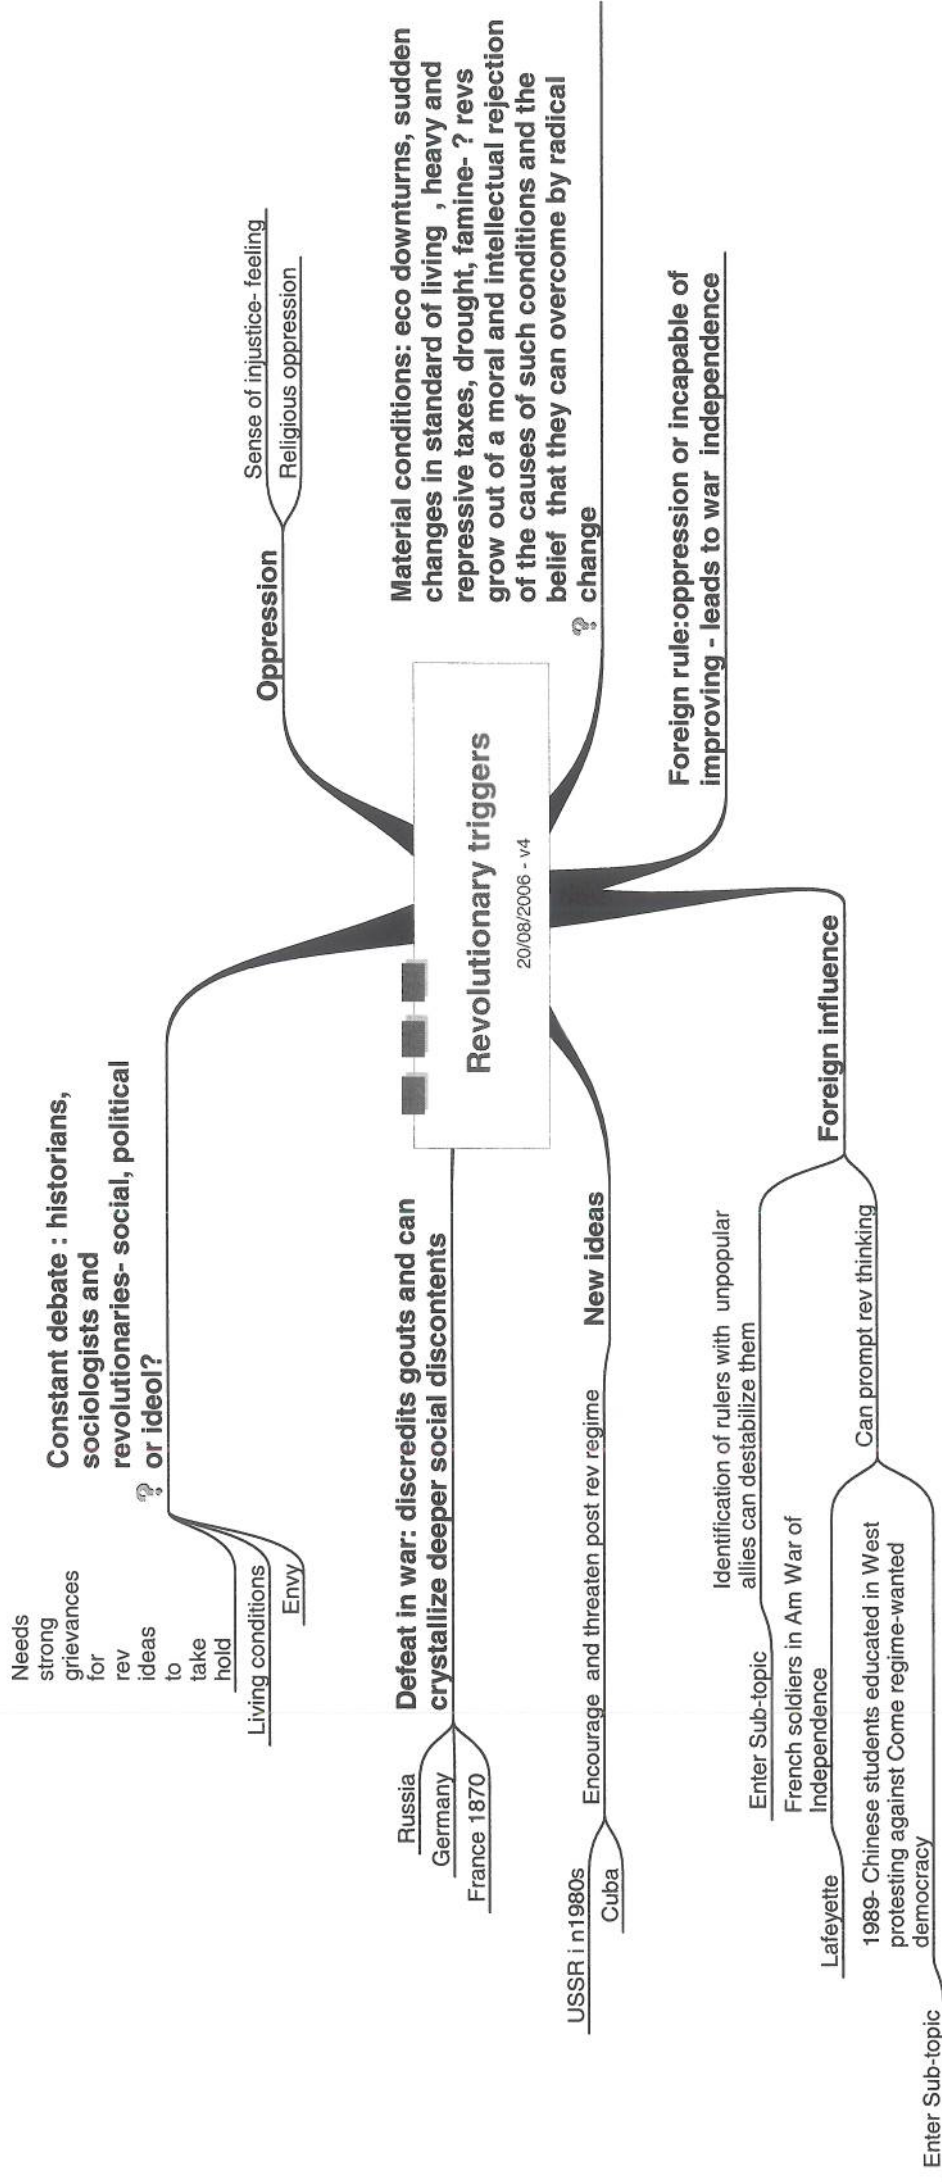 Revolutionary triggers
20/08/2006 - v4
Oppression
Sense of injustice- feeling
Religious oppression
Material conditions: eco downturns, sudden
changes in standard of living , heavy and
repressive taxes, drought, famine- ? revs
grow out of a moral and intellectual rejection
of the causes of such conditions and the
belief that they can overcome by radical
? change
Foreign rule:oppression or incapable of
improving - leads to war independence
Foreign influence
Identification of rulers with unpopular
allies can destabilize them
Enter Sub-topic
Can prompt rev thinking
French soldiers in Am War of
Independence
Lafeyette
1989- Chinese students educated in West
protesting against Come regime-wanted
democracy
Enter Sub-topic
New ideas
Encourage and threaten post rev regime
USSR i n1980s
Cuba
Defeat in war: discredits gouts and can
crystallize deeper social discontents
Russia
Germany
France 1870
Constant debate : historians,
sociologists and
revolutionaries- social, political
? or ideol?
Needs
strong
grievances
for
rev
ideas
to
take
hold
Living conditions
Envy